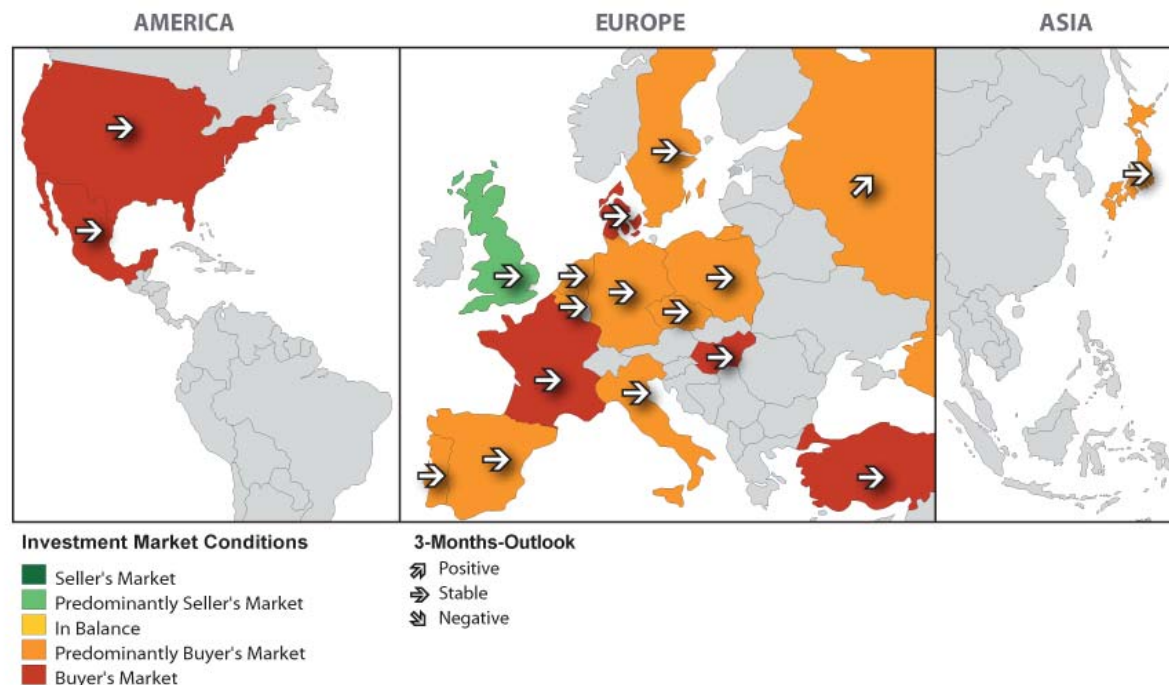 AMERICA
EUROPE
ASIA
Investment Market Conditions
Seller's Market
Predominantly Seller's Market
In Balance
Predominantly Buyer's Market
Buyer's Market
3-Months-Outlook
Positive
Stable
Negative